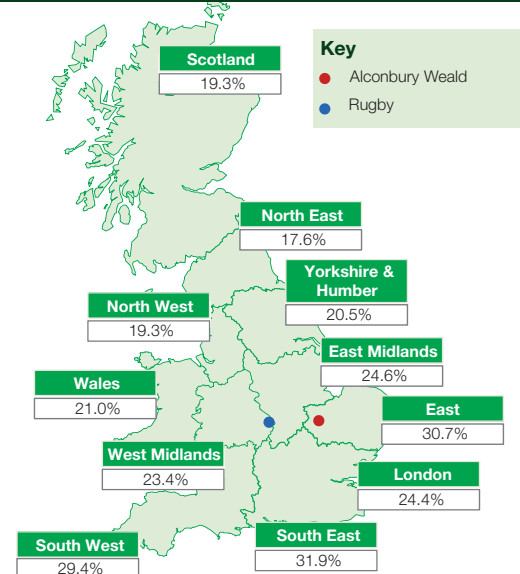 Scotland
19.3%
Key
Alconbury Weald
Rugby
North East
17.6%
Yorkshire &
Humber
20.5%
North West
19.3%
East Midlands
24.6%
Wales
21.0%
East
30.7%
West Midlands
23.4%
London
24.4%
South East
31.9%
South West
29.4%